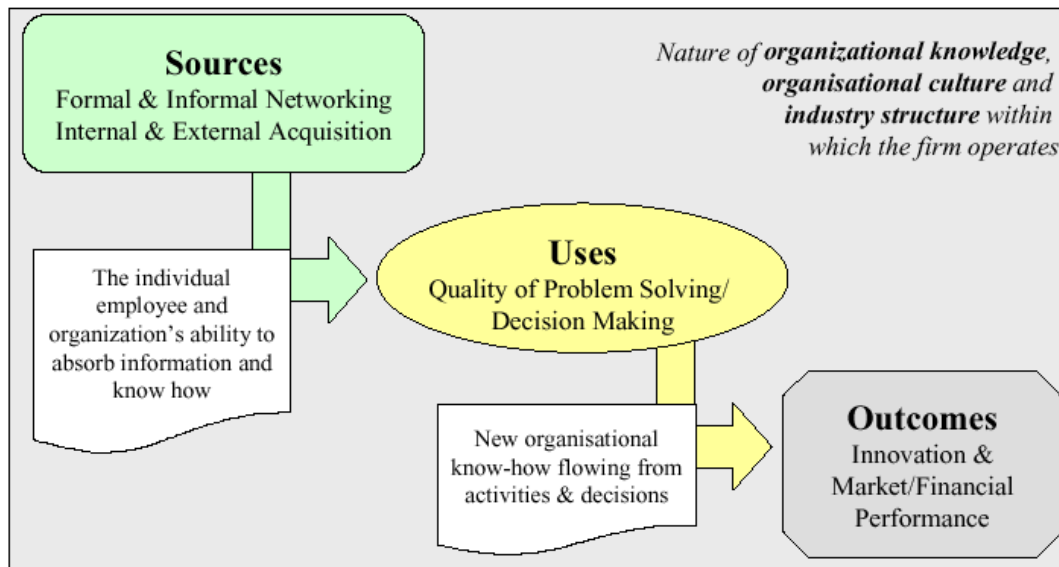 Sources
Formal & Informal Networking
Internal & External Acquisition
Nature of organizational knowledge,
organisational culture and
industry structure within
which the firm operates
The individual
employee and
organization's ability to
absorb information and
know how
Uses
Quality of Problem Solving/
Decision Making
New organisational
know-how flowing from
activities & decisions
Outcomes
Innovation &
Market/Financial
Performance